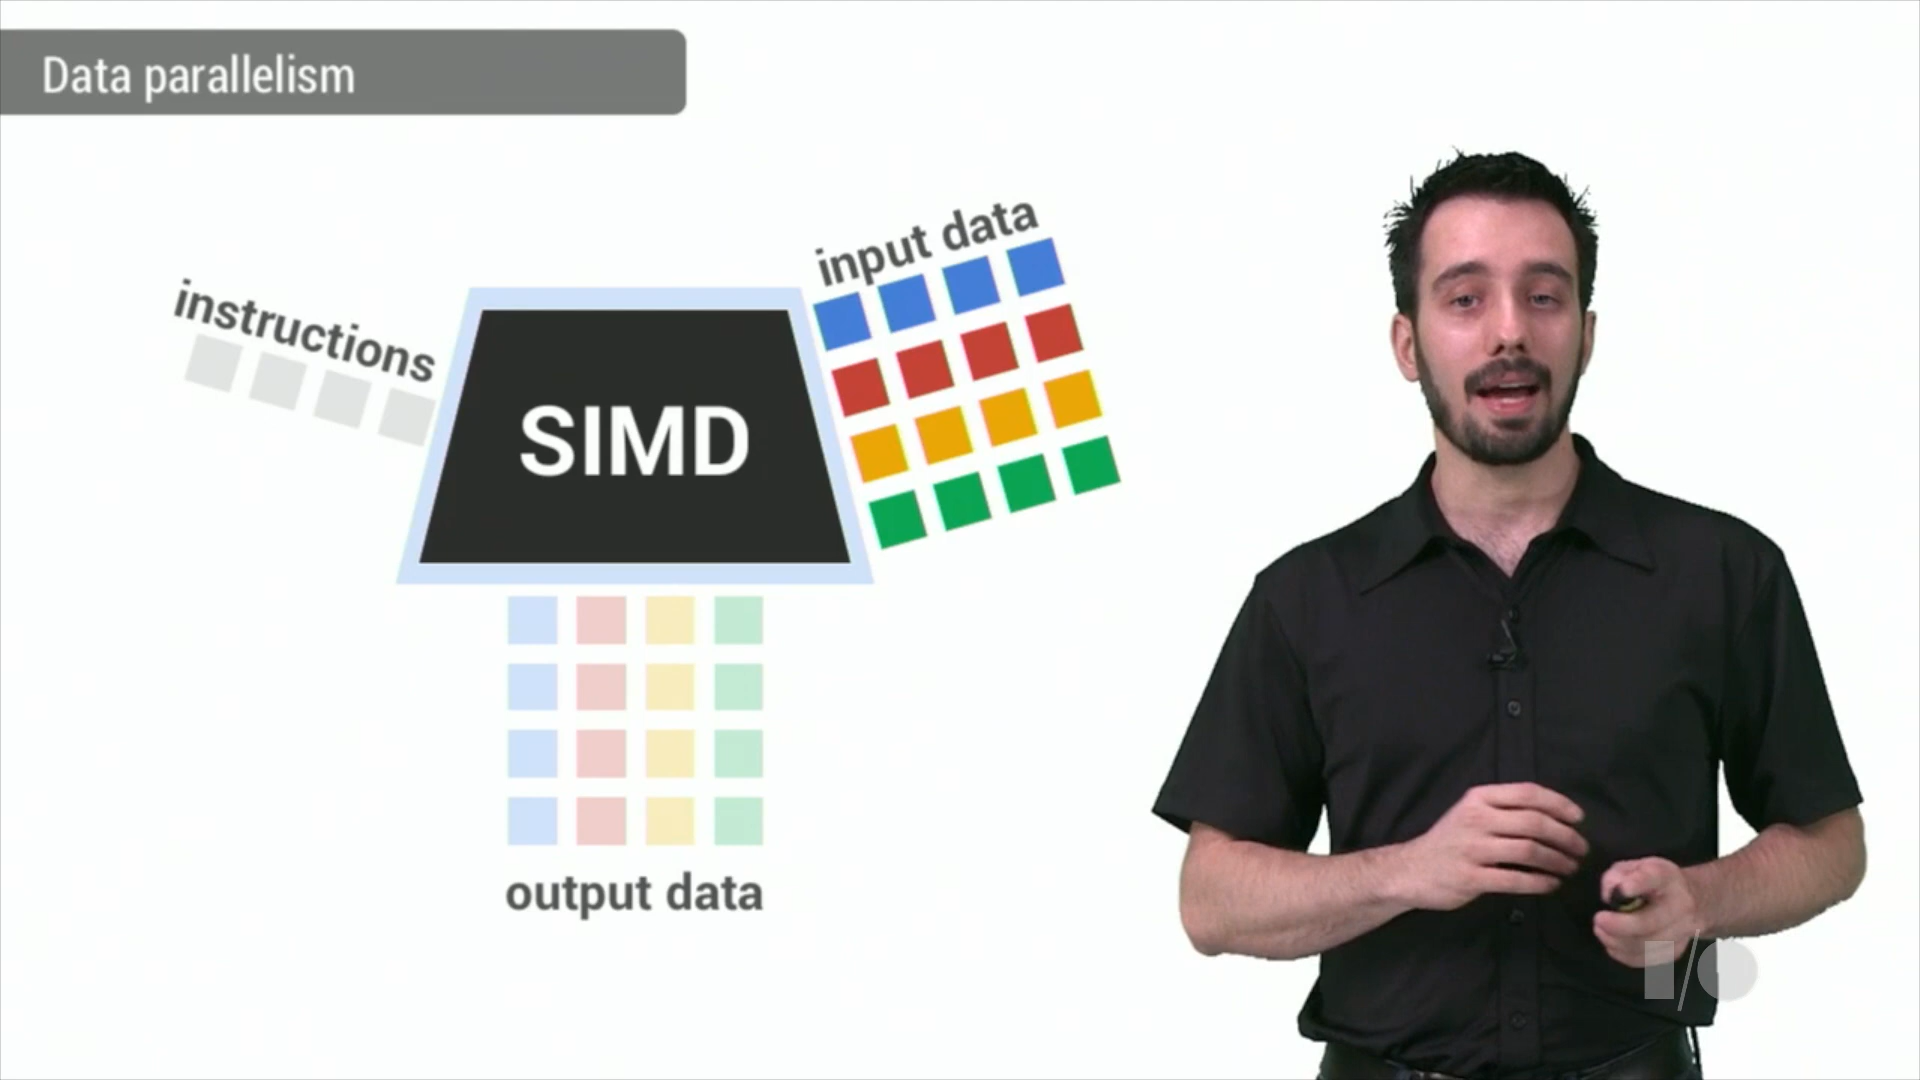 Data parallelism
instructions
input data
SIMD
output data
I/O